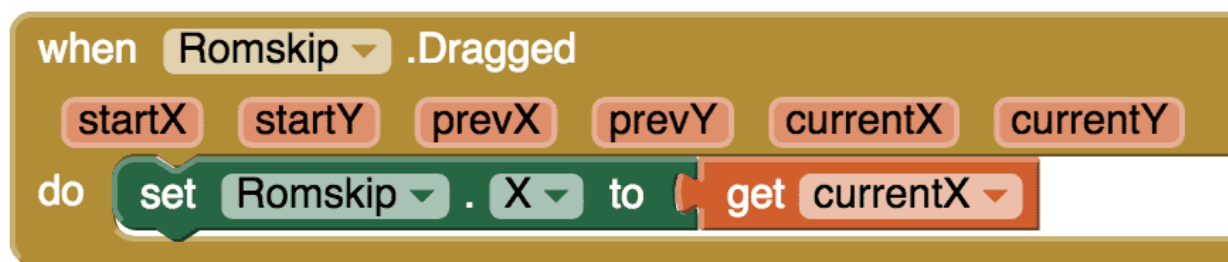 when Romskip .Dragged
startX startY prevX prevY currentX currentY
do set Romskip . X to get currentX